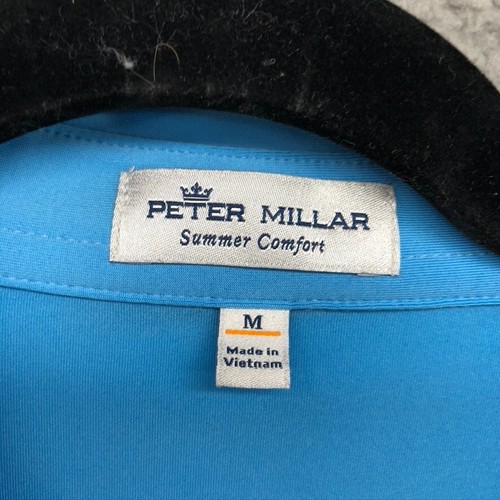 PETER MILLAR
Summer Comfort
M
Made in
Vietnam